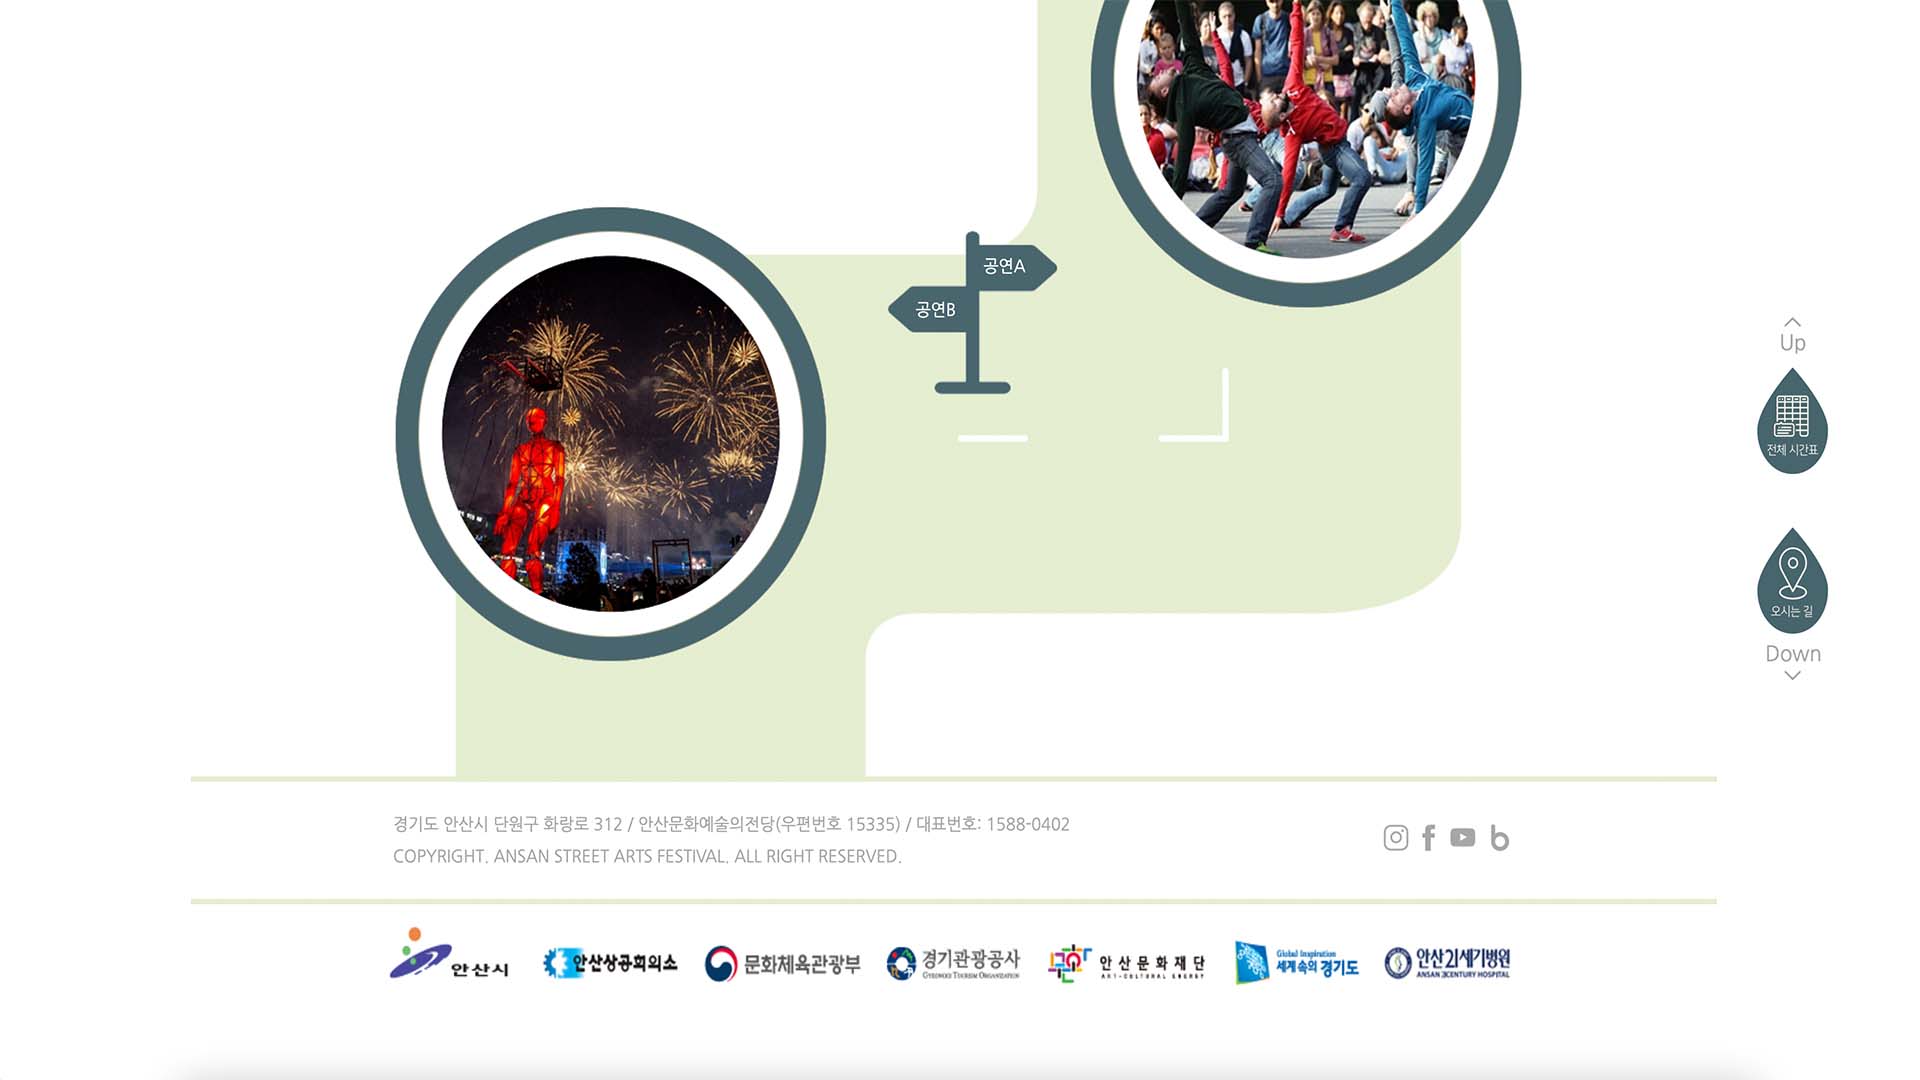 공연A
공연B
Up
전체 시간표
오시는 길
Down
경기도 안산시 단원구 화랑로 312 / 안산문화예술의전당(우편번호 15335) / 대표번호: 1588-0402
COPYRIGHT. ANSAN STREET ARTS FESTIVAL. ALL RIGHT RESERVED.
안산시
안산상공회의소
문화체육관광부
경기관광공사
GYEONGGI TOURISM ORGANIZATION
안산문화재단
ART-CULTURAL ENERGY
Global Inspiration
세계속의 경기도
안산21세기병원
ANSAN 21CENTURY HOSPITAL